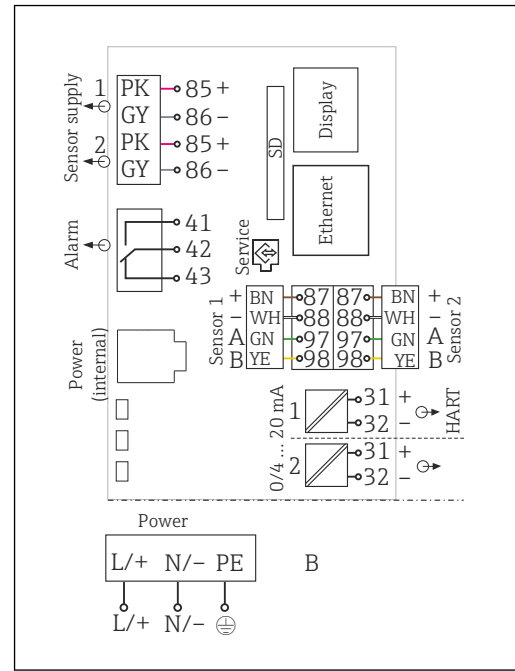 Sensor supply
1 PK 85 +
GY 86 −
2 PK 85 +
GY 86 −
Display
SD
Ethernet
Alarm
41
42
43
Service
Sensor 1
+ BN 87 87 BN +
− WH 88 88 WH −
A GN 97 97 GN A
B YE 98 98 YE B
Sensor 2
Power
(internal)
0/4 ... 20 mA
1 31 +
32 −
HART
2 31 +
32 −
Power
L/+ N/− PE
B
L/+ N/−